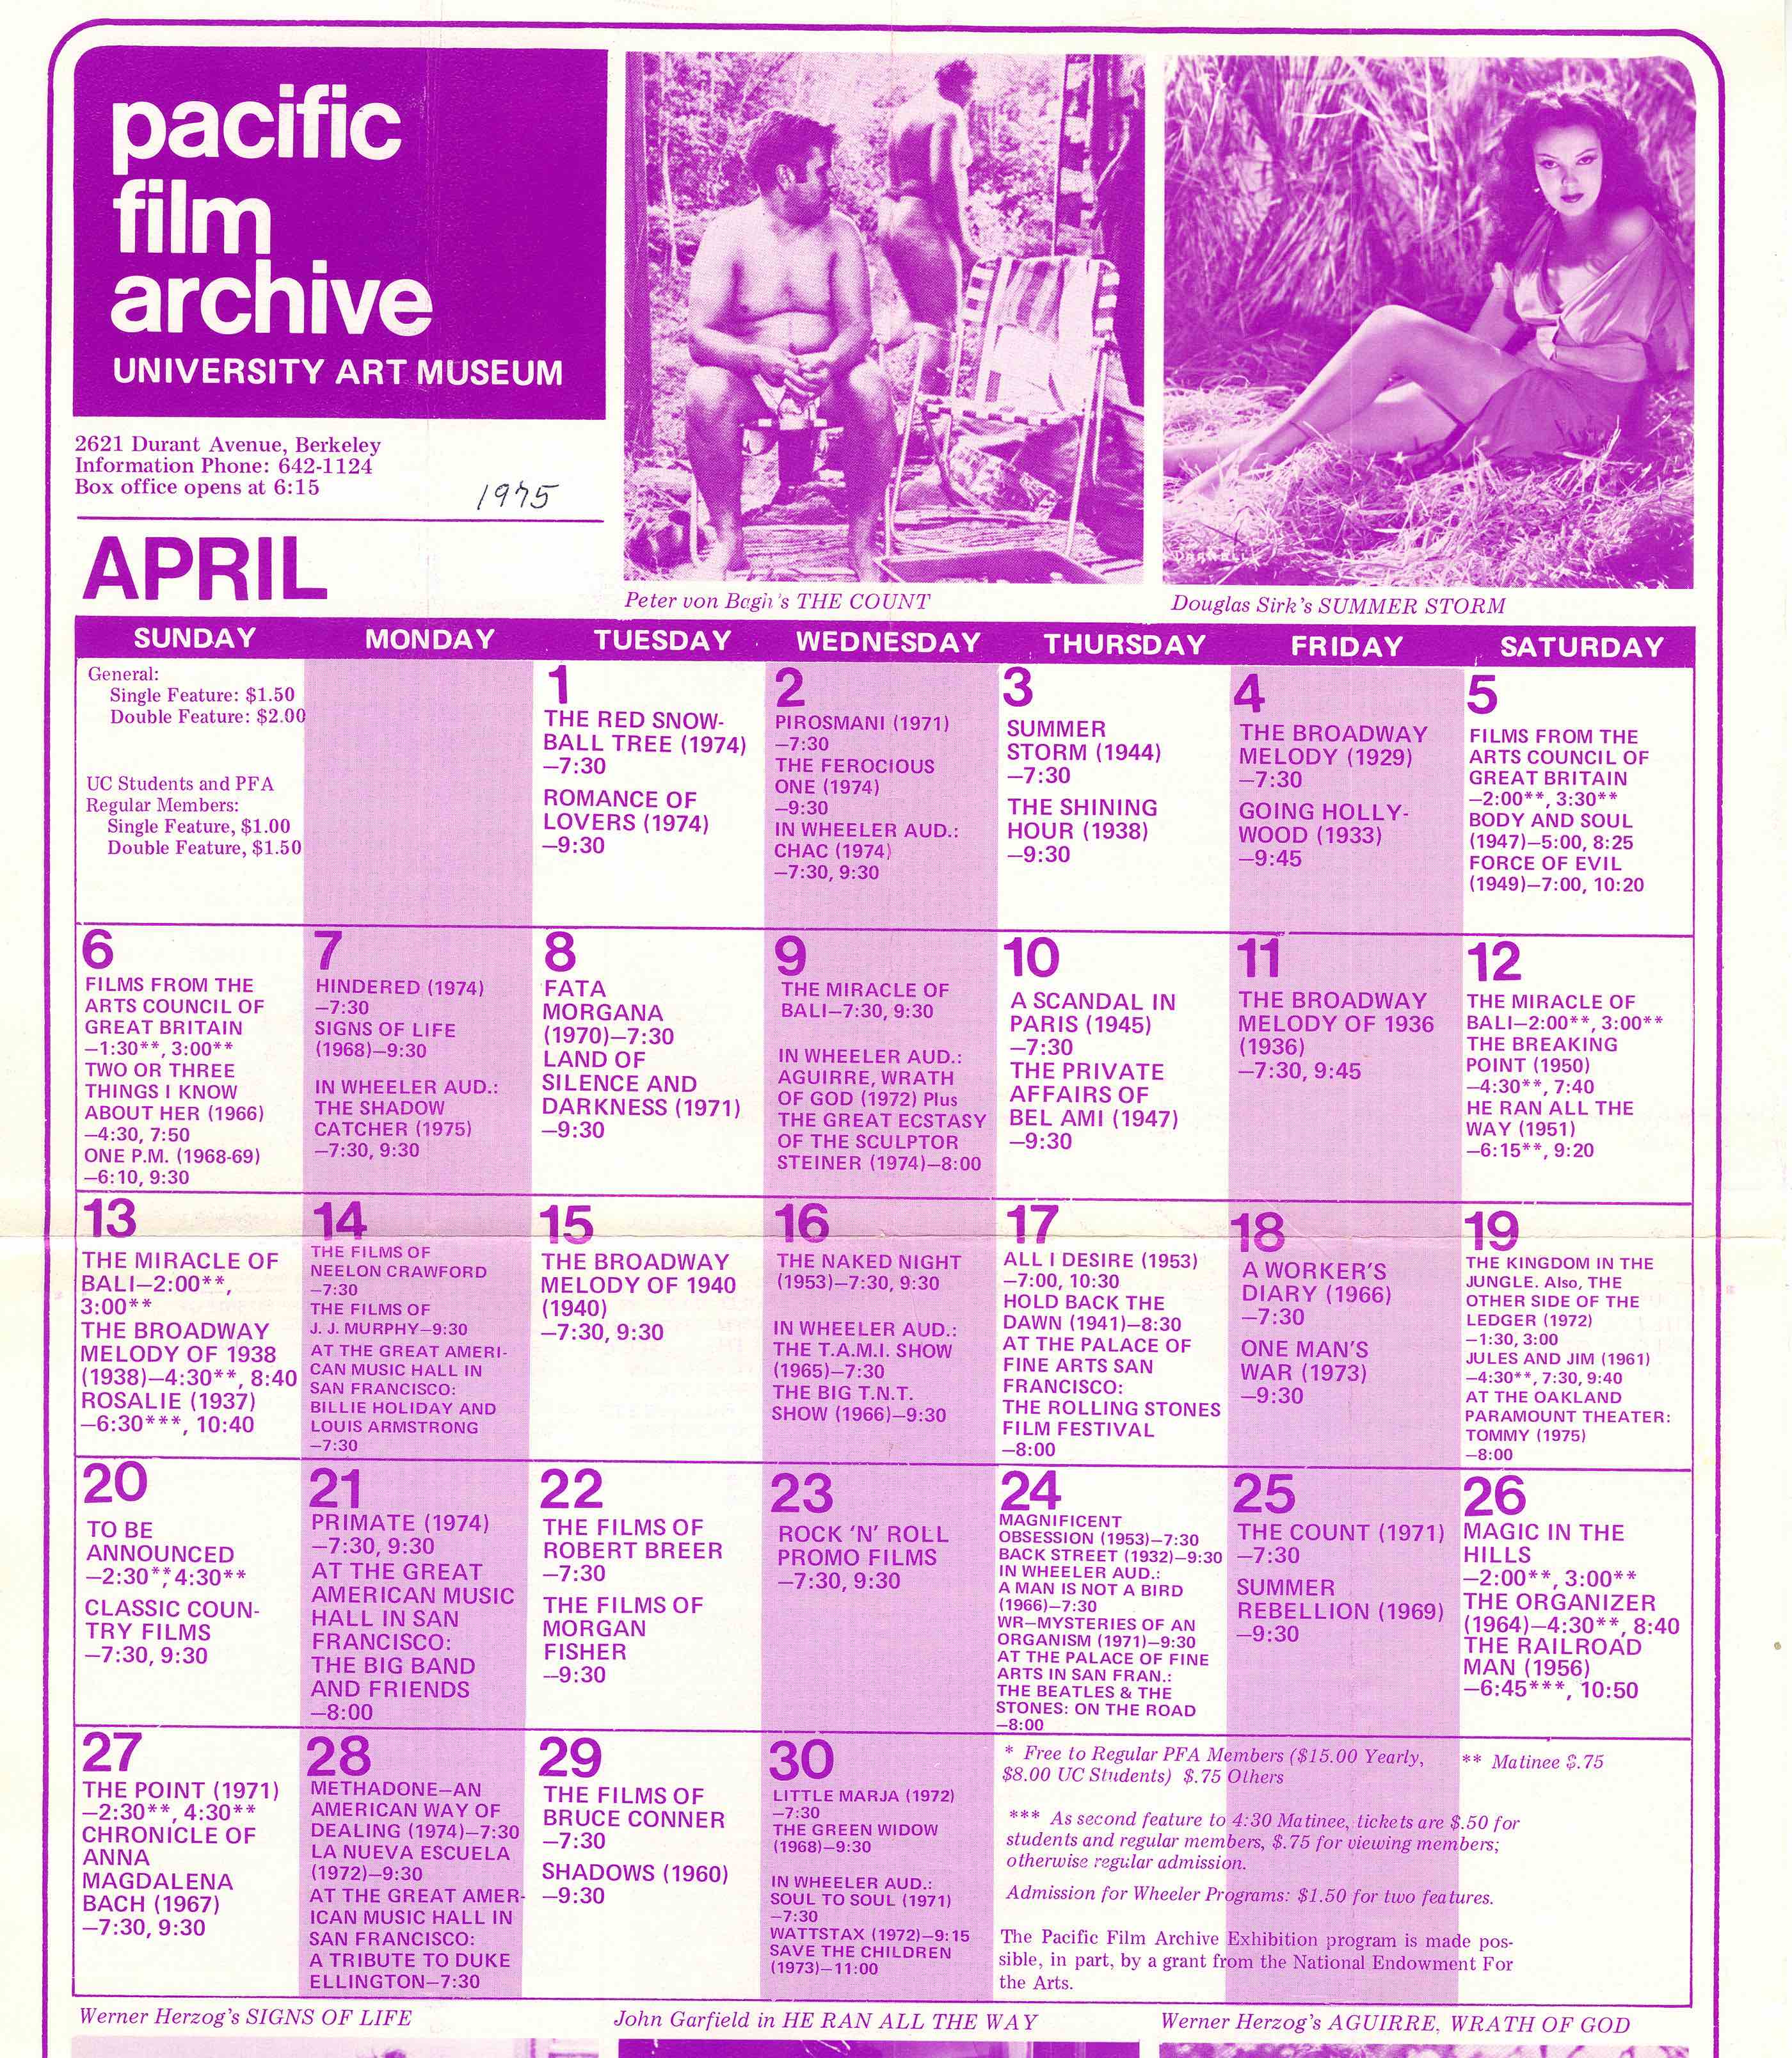 pacific
film
archive
UNIVERSITY ART MUSEUM
2621 Durant Avenue, Berkeley
Information Phone: 642-1124
Box office opens at 6:15
1975
APRIL
Peter von Bagh's THE COUNT
Douglas Sirk's SUMMER STORM
SUNDAY
MONDAY
TUESDAY
WEDNESDAY
THURSDAY
FRIDAY
SATURDAY
General:
Single Feature: $1.50
Double Feature: $2.00
UC Students and PFA
Regular Members:
Single Feature, $1.00
Double Feature, $1.50
1
THE RED SNOW-
BALL TREE (1974)
—7:30
ROMANCE OF
LOVERS (1974)
—9:30
2
PIROSMANI (1971)
—7:30
THE FEROCIOUS
ONE (1974)
—9:30
IN WHEELER AUD.:
CHAC (1974)
—7:30, 9:30
3
SUMMER
STORM (1944)
—7:30
THE SHINING
HOUR (1938)
—9:30
4
THE BROADWAY
MELODY (1929)
—7:30
GOING HOLLY-
WOOD (1933)
—9:45
5
FILMS FROM THE
ARTS COUNCIL OF
GREAT BRITAIN
—2:00**, 3:30**
BODY AND SOUL
(1947)—5:00, 8:25
FORCE OF EVIL
(1949)—7:00, 10:20
6
FILMS FROM THE
ARTS COUNCIL OF
GREAT BRITAIN
—1:30**, 3:00**
TWO OR THREE
THINGS I KNOW
ABOUT HER (1966)
—4:30, 7:50
ONE P.M. (1968-69)
—6:10, 9:30
7
HINDERED (1974)
—7:30
SIGNS OF LIFE
(1968)—9:30
IN WHEELER AUD.:
THE SHADOW
CATCHER (1975)
—7:30, 9:30
8
FATA
MORGANA
(1970)—7:30
LAND OF
SILENCE AND
DARKNESS (1971)
—9:30
9
THE MIRACLE OF
BALI—7:30, 9:30
IN WHEELER AUD.:
AGUIRRE, WRATH
OF GOD (1972) Plus
THE GREAT ECSTASY
OF THE SCULPTOR
STEINER (1974)—8:00
10
A SCANDAL IN
PARIS (1945)
—7:30
THE PRIVATE
AFFAIRS OF
BEL AMI (1947)
—9:30
11
THE BROADWAY
MELODY OF 1936
(1936)
—7:30, 9:45
12
THE MIRACLE OF
BALI—2:00**, 3:00**
THE BREAKING
POINT (1950)
—4:30**, 7:40
HE RAN ALL THE
WAY (1951)
—6:15**, 9:20
13
THE MIRACLE OF
BALI—2:00**,
3:00**
THE BROADWAY
MELODY OF 1938
(1938)—4:30**, 8:40
ROSALIE (1937)
—6:30***, 10:40
14
THE FILMS OF
NEELON CRAWFORD
—7:30
THE FILMS OF
J. J. MURPHY—9:30
AT THE GREAT AMERI-
CAN MUSIC HALL IN
SAN FRANCISCO:
BILLIE HOLIDAY AND
LOUIS ARMSTRONG
—7:30
15
THE BROADWAY
MELODY OF 1940
(1940)
—7:30, 9:30
16
THE NAKED NIGHT
(1953)—7:30, 9:30
IN WHEELER AUD.:
THE T.A.M.I. SHOW
(1965)—7:30
THE BIG T.N.T.
SHOW (1966)—9:30
17
ALL I DESIRE (1953)
—7:00, 10:30
HOLD BACK THE
DAWN (1941)—8:30
AT THE PALACE OF
FINE ARTS SAN
FRANCISCO:
THE ROLLING STONES
FILM FESTIVAL
—8:00
18
A WORKER'S
DIARY (1966)
—7:30
ONE MAN'S
WAR (1973)
—9:30
19
THE KINGDOM IN THE
JUNGLE. Also, THE
OTHER SIDE OF THE
LEDGER (1972)
—1:30, 3:00
JULES AND JIM (1961)
—4:30**, 7:30, 9:40
AT THE OAKLAND
PARAMOUNT THEATER:
TOMMY (1975)
—8:00
20
TO BE
ANNOUNCED
—2:30**, 4:30**
CLASSIC COUN-
TRY FILMS
—7:30, 9:30
21
PRIMATE (1974)
—7:30, 9:30
AT THE GREAT
AMERICAN MUSIC
HALL IN SAN
FRANCISCO:
THE BIG BAND
AND FRIENDS
—8:00
22
THE FILMS OF
ROBERT BREER
—7:30
THE FILMS OF
MORGAN
FISHER
—9:30
23
ROCK 'N' ROLL
PROMO FILMS
—7:30, 9:30
24
MAGNIFICENT
OBSESSION (1953)—7:30
BACK STREET (1932)—9:30
IN WHEELER AUD.:
A MAN IS NOT A BIRD
(1966)—7:30
WR—MYSTERIES OF AN
ORGANISM (1971)—9:30
AT THE PALACE OF FINE
ARTS IN SAN FRAN.:
THE BEATLES & THE
STONES: ON THE ROAD
—8:00
25
THE COUNT (1971)
—7:30
SUMMER
REBELLION (1969)
—9:30
26
MAGIC IN THE
HILLS
—2:00**, 3:00**
THE ORGANIZER
(1964)—4:30**, 8:40
THE RAILROAD
MAN (1956)
—6:45***, 10:50
27
THE POINT (1971)
—2:30**, 4:30**
CHRONICLE OF
ANNA
MAGDALENA
BACH (1967)
—7:30, 9:30
28
METHADONE—AN
AMERICAN WAY OF
DEALING (1974)—7:30
LA NUEVA ESCUELA
(1972)—9:30
AT THE GREAT AMER-
ICAN MUSIC HALL IN
SAN FRANCISCO:
A TRIBUTE TO DUKE
ELLINGTON—7:30
29
THE FILMS OF
BRUCE CONNER
—7:30
SHADOWS (1960)
—9:30
30
LITTLE MARJA (1972)
—7:30
THE GREEN WIDOW
(1968)—9:30
IN WHEELER AUD.:
SOUL TO SOUL (1971)
—7:30
WATTSTAX (1972)—9:15
SAVE THE CHILDREN
(1973)—11:00
* Free to Regular PFA Members ($15.00 Yearly,
$8.00 UC Students) $.75 Others
** Matinee $.75
*** As second feature to 4:30 Matinee, tickets are $.50 for
students and regular members, $.75 for viewing members;
otherwise regular admission.
Admission for Wheeler Programs: $1.50 for two features.
The Pacific Film Archive Exhibition program is made pos-
sible, in part, by a grant from the National Endowment For
the Arts.
Werner Herzog's SIGNS OF LIFE
John Garfield in HE RAN ALL THE WAY
Werner Herzog's AGUIRRE, WRATH OF GOD